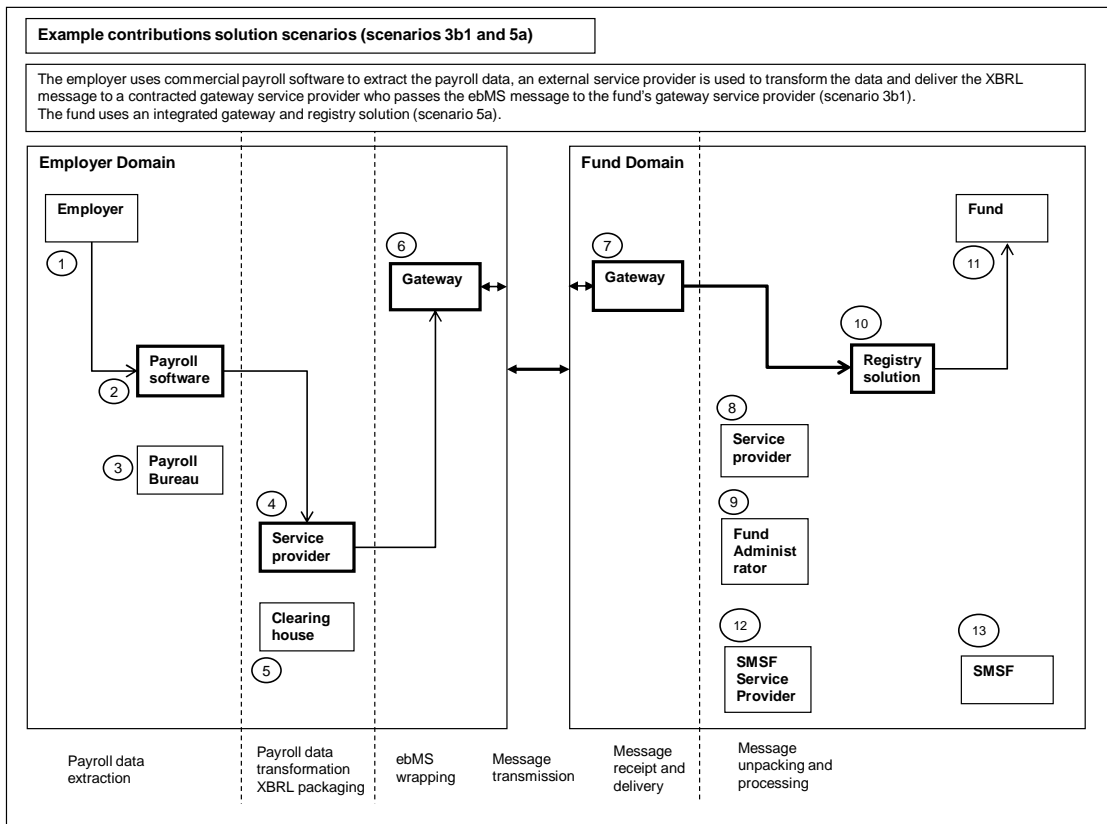 Example contributions solution scenarios (scenarios 3b1 and 5a)
The employer uses commercial payroll software to extract the payroll data, an external service provider is used to transform the data and deliver the XBRL
message to a contracted gateway service provider who passes the ebMS message to the fund's gateway service provider (scenario 3b1).
The fund uses an integrated gateway and registry solution (scenario 5a).
Employer Domain
Employer
1
2
Payroll
software
3
Payroll
Bureau
4
Service
provider
Clearing
house
5
6
Gateway
Fund Domain
7
Gateway
8
Service
provider
9
Fund
Administ
rator
10
Registry
solution
Fund
11
12
SMSF
Service
Provider
13
SMSF
Payroll data
extraction
Payroll data
transformation
XBRL packaging
ebMS
wrapping
Message
transmission
Message
receipt and
delivery
Message
unpacking and
processing